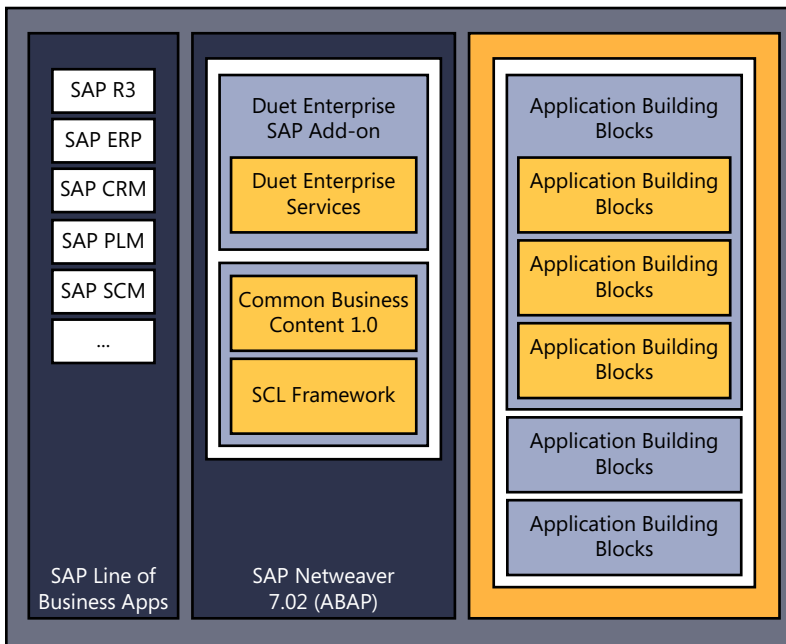 SAP R3
SAP ERP
SAP CRM
SAP PLM
SAP SCM
...
SAP Line of
Business Apps
Duet Enterprise
SAP Add-on
Duet Enterprise
Services
Common Business
Content 1.0
SCL Framework
SAP Netweaver
7.02 (ABAP)
Application Building
Blocks
Application Building
Blocks
Application Building
Blocks
Application Building
Blocks
Application Building
Blocks
Application Building
Blocks